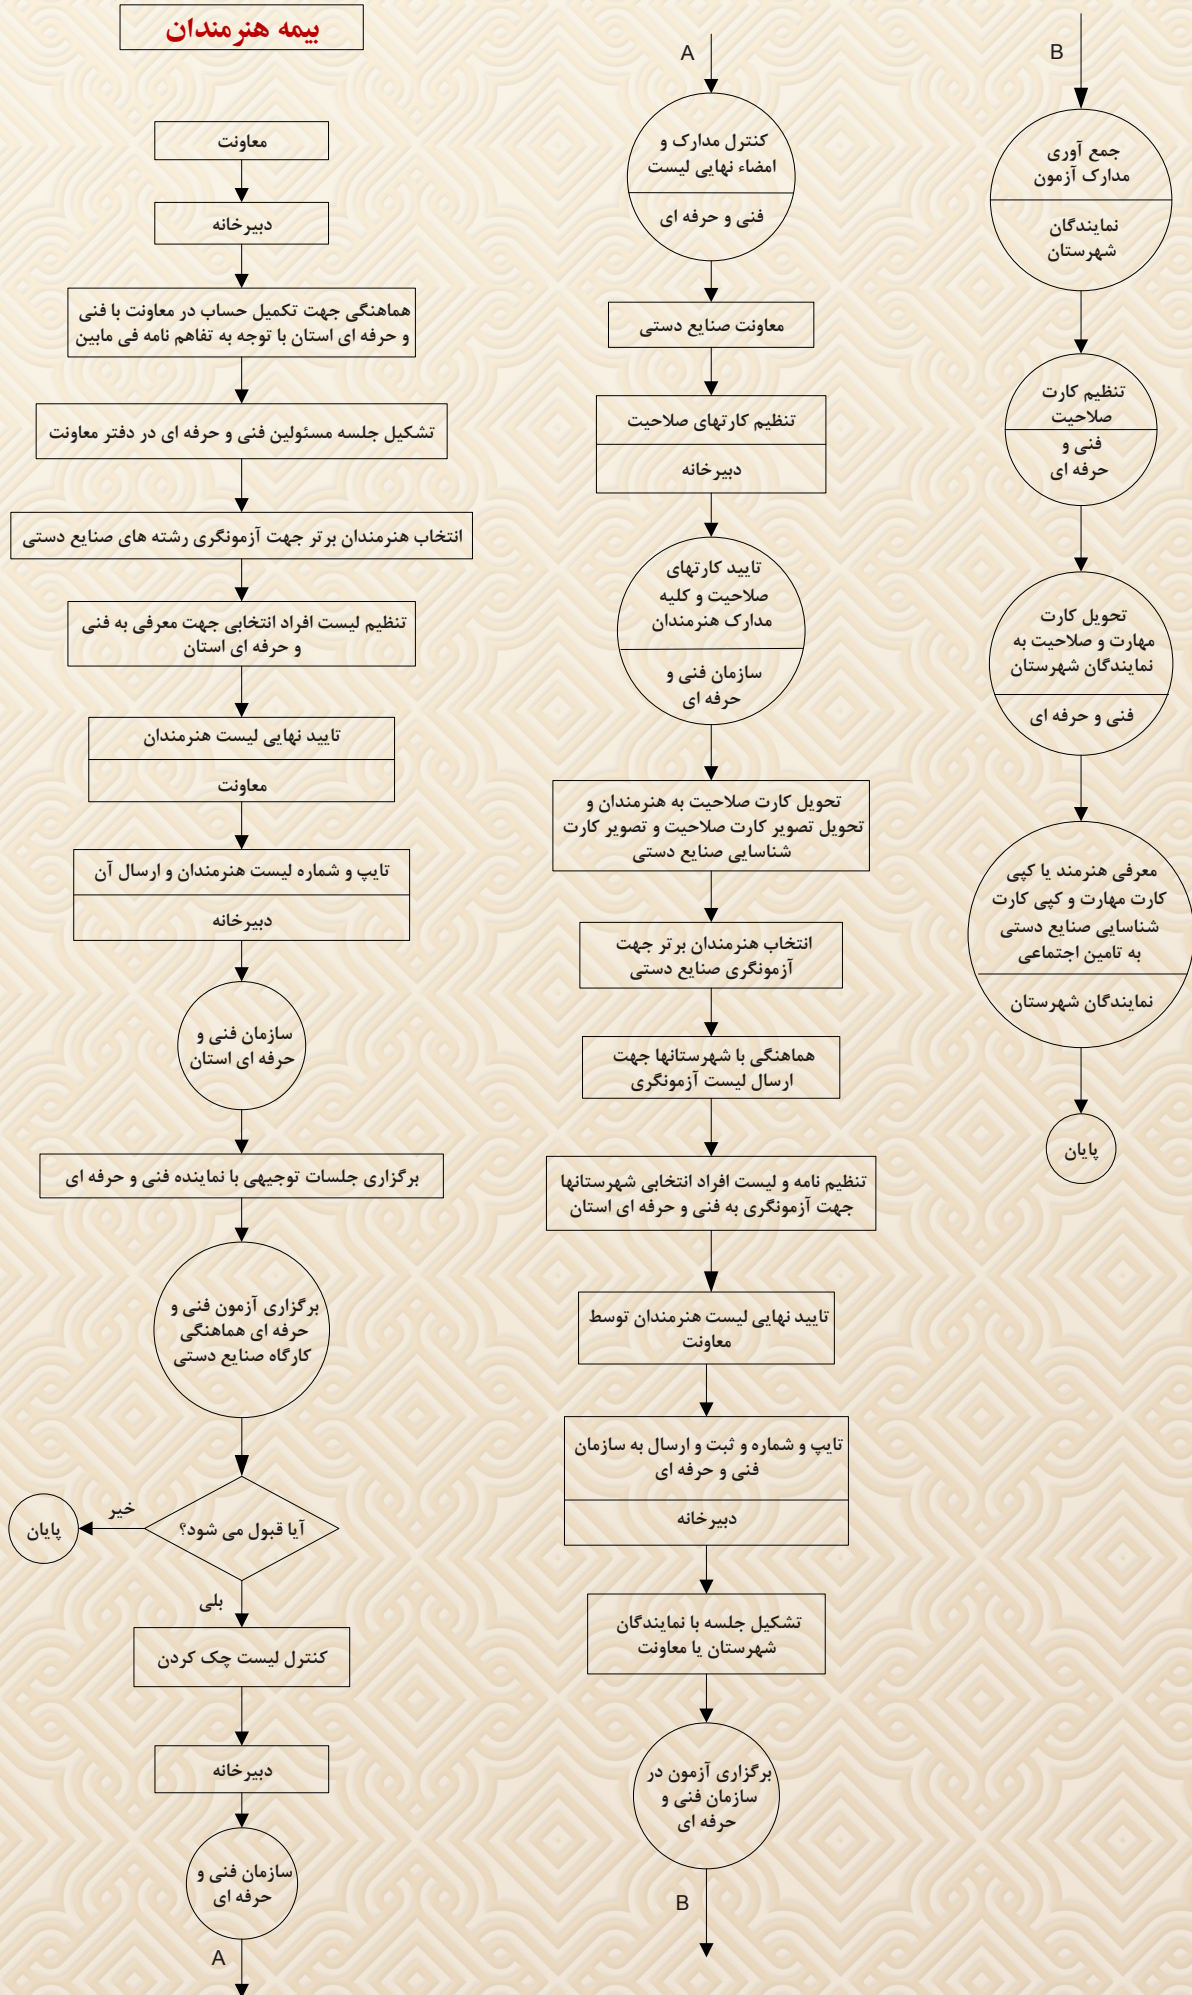 بیمه هنرمندان
معاونت
دبیرخانه
هماهنگی جهت تکمیل حساب در معاونت با فنی
و حرفه ای استان با توجه به تفاهم نامه فی مابین
تشکیل جلسه مسئولین فنی و حرفه ای در دفتر معاونت
انتخاب هنرمندان برتر جهت آزمونگری رشته های صنایع دستی
تنظیم لیست افراد انتخابی جهت معرفی به فنی
و حرفه ای استان
تایید نهایی لیست هنرمندان
معاونت
تایپ و شماره لیست هنرمندان و ارسال آن
دبیرخانه
سازمان فنی و
حرفه ای استان
برگزاری جلسات توجیهی با نماینده فنی و حرفه ای
برگزاری آزمون فنی و
حرفه ای هماهنگی
کارگاه صنایع دستی
آیا قبول می شود؟
خیر
پایان
بلی
کنترل لیست چک کردن
دبیرخانه
سازمان فنی و
حرفه ای
A
A
کنترل مدارک و
امضاء نهایی لیست
فنی و حرفه ای
معاونت صنایع دستی
تنظیم کارتهای صلاحیت
دبیرخانه
تایید کارتهای
صلاحیت و کلیه
مدارک هنرمندان
سازمان فنی و
حرفه ای
تحویل کارت صلاحیت به هنرمندان و
تحویل تصویر کارت صلاحیت و تصویر کارت
شناسایی صنایع دستی
انتخاب هنرمندان برتر جهت
آزمونگری صنایع دستی
هماهنگی با شهرستانها جهت
ارسال لیست آزمونگری
تنظیم نامه و لیست افراد انتخابی شهرستانها
جهت آزمونگری به فنی و حرفه ای استان
تایید نهایی لیست هنرمندان توسط
معاونت
تایپ و شماره و ثبت و ارسال به سازمان
فنی و حرفه ای
دبیرخانه
تشکیل جلسه با نمایندگان
شهرستان یا معاونت
برگزاری آزمون در
سازمان فنی و
حرفه ای
B
B
جمع آوری
مدارک آزمون
نمایندگان
شهرستان
تنظیم کارت
صلاحیت
فنی و
حرفه ای
تحویل کارت
مهارت و صلاحیت به
نمایندگان شهرستان
فنی و حرفه ای
معرفی هنرمند یا کپی
کارت مهارت و کپی کارت
شناسایی صنایع دستی
به تامین اجتماعی
نمایندگان شهرستان
پایان